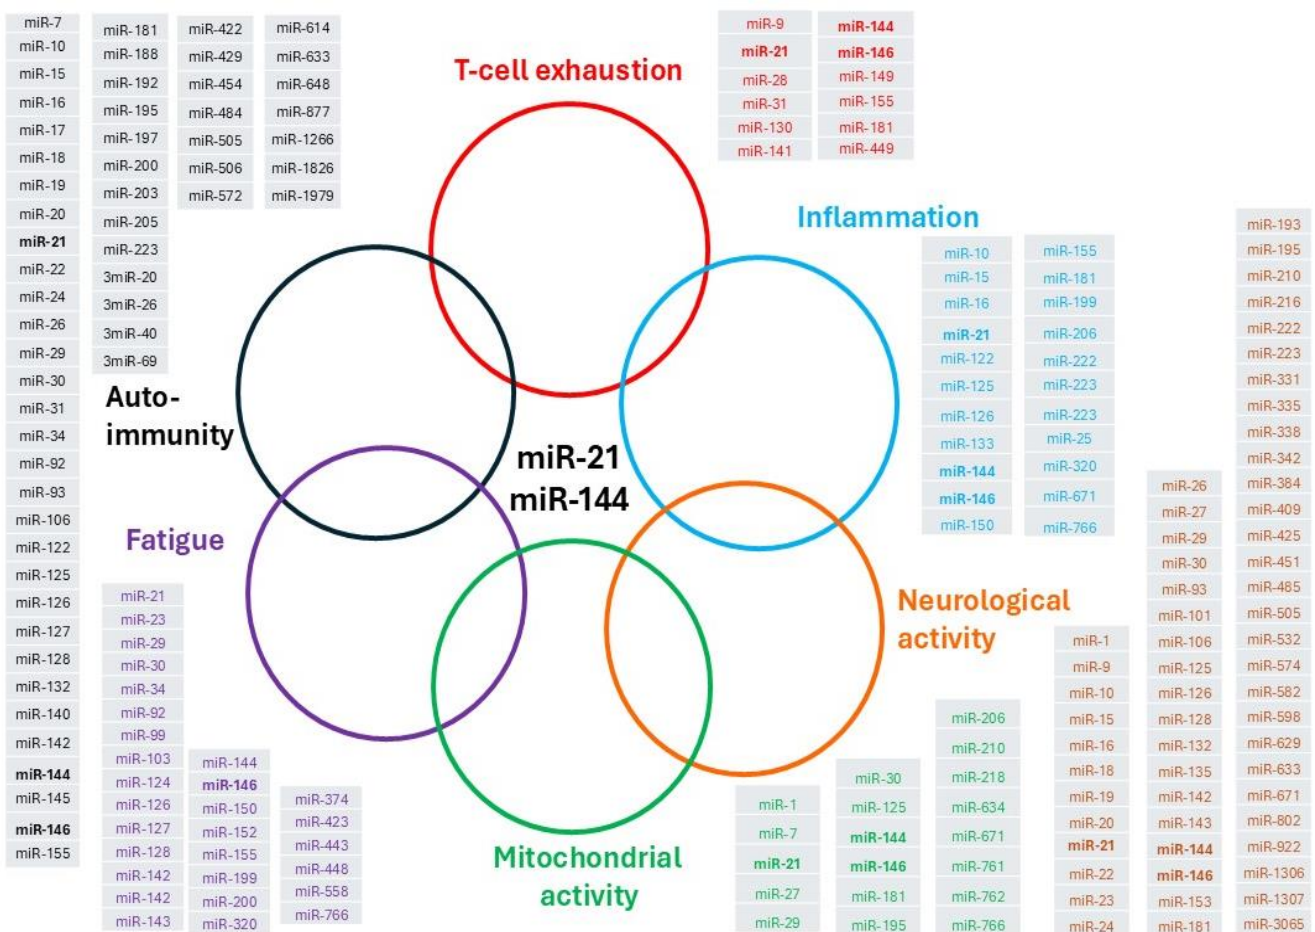 miR-7
miR-10
miR-15
miR-16
miR-17
miR-18
miR-19
miR-20
miR-21
miR-22
miR-24
miR-26
miR-29
miR-30
miR-31
miR-34
miR-92
miR-93
miR-106
miR-122
miR-125
miR-126
miR-127
miR-128
miR-132
miR-140
miR-142
miR-144
miR-145
miR-146
miR-155
miR-181
miR-188
miR-192
miR-195
miR-197
miR-200
miR-203
miR-205
miR-223
3miR-20
3miR-26
3miR-40
3miR-69
miR-422
miR-429
miR-454
miR-484
miR-505
miR-506
miR-572
miR-614
miR-633
miR-648
miR-877
miR-1266
miR-1826
miR-1979
Auto-
immunity
T-cell exhaustion
miR-9
miR-21
miR-28
miR-31
miR-130
miR-141
miR-144
miR-146
miR-149
miR-155
miR-181
miR-449
Inflammation
miR-10
miR-15
miR-16
miR-21
miR-122
miR-125
miR-126
miR-133
miR-144
miR-146
miR-150
miR-155
miR-181
miR-199
miR-206
miR-222
miR-223
miR-223
miR-25
miR-320
miR-671
miR-766
miR-21
miR-144
Fatigue
miR-21
miR-23
miR-29
miR-30
miR-34
miR-92
miR-99
miR-103
miR-124
miR-126
miR-127
miR-128
miR-142
miR-142
miR-143
miR-144
miR-146
miR-150
miR-152
miR-155
miR-199
miR-200
miR-320
miR-374
miR-423
miR-443
miR-448
miR-558
miR-766
Mitochondrial
activity
miR-1
miR-7
miR-21
miR-27
miR-29
miR-30
miR-125
miR-144
miR-146
miR-181
miR-195
miR-206
miR-210
miR-218
miR-634
miR-671
miR-761
miR-762
miR-766
Neurological
activity
miR-1
miR-9
miR-10
miR-15
miR-16
miR-18
miR-19
miR-20
miR-21
miR-22
miR-23
miR-24
miR-26
miR-27
miR-29
miR-30
miR-93
miR-101
miR-106
miR-125
miR-126
miR-128
miR-132
miR-135
miR-142
miR-143
miR-144
miR-146
miR-153
miR-181
miR-193
miR-195
miR-210
miR-216
miR-222
miR-223
miR-331
miR-335
miR-338
miR-342
miR-384
miR-409
miR-425
miR-451
miR-485
miR-505
miR-532
miR-574
miR-582
miR-598
miR-629
miR-633
miR-671
miR-802
miR-922
miR-1306
miR-1307
miR-3065